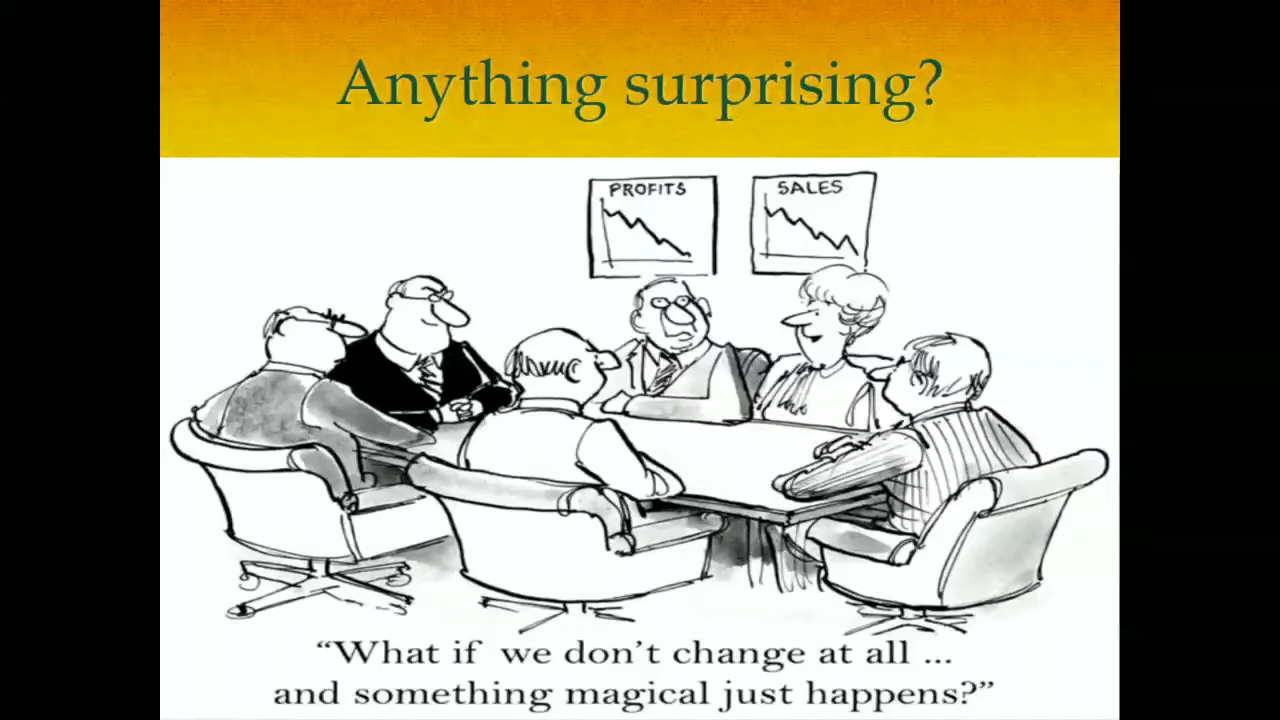 Anything surprising?
PROFITS
SALES
“What if we don’t change at all ...
and something magical just happens?”